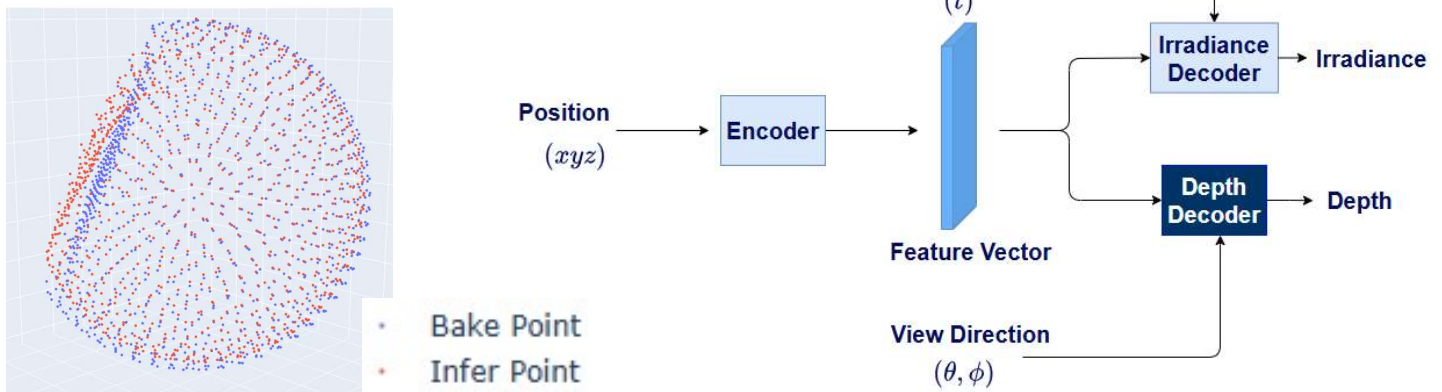 Bake Point
Infer Point
Position
(xyz)
Encoder
Feature Vector
Irradiance
Decoder
Irradiance
Depth
Decoder
Depth
View Direction
(θ, ϕ)